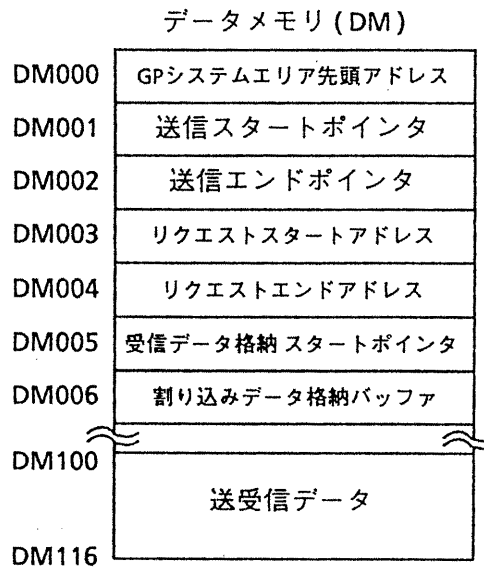 データメモリ(DM)
DM000 GPシステムエリア先頭アドレス
DM001 送信スタートポインタ
DM002 送信エンドポインタ
DM003 リクエストスタートアドレス
DM004 リクエストエンドアドレス
DM005 受信データ格納 スタートポインタ
DM006 割り込みデータ格納バッファ
DM100
送受信データ
DM116